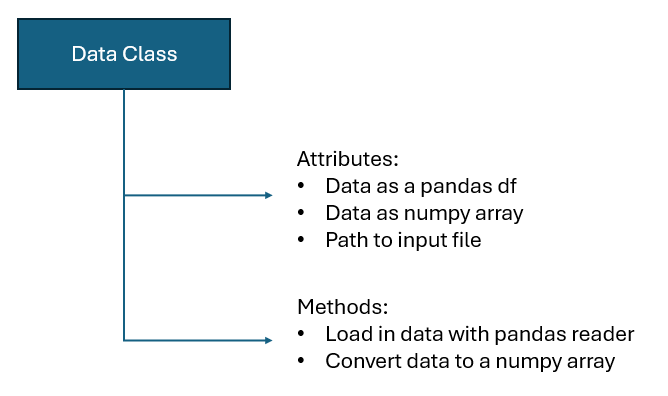 Data Class
Attributes:
• Data as a pandas df
• Data as numpy array
• Path to input file
Methods:
• Load in data with pandas reader
• Convert data to a numpy array